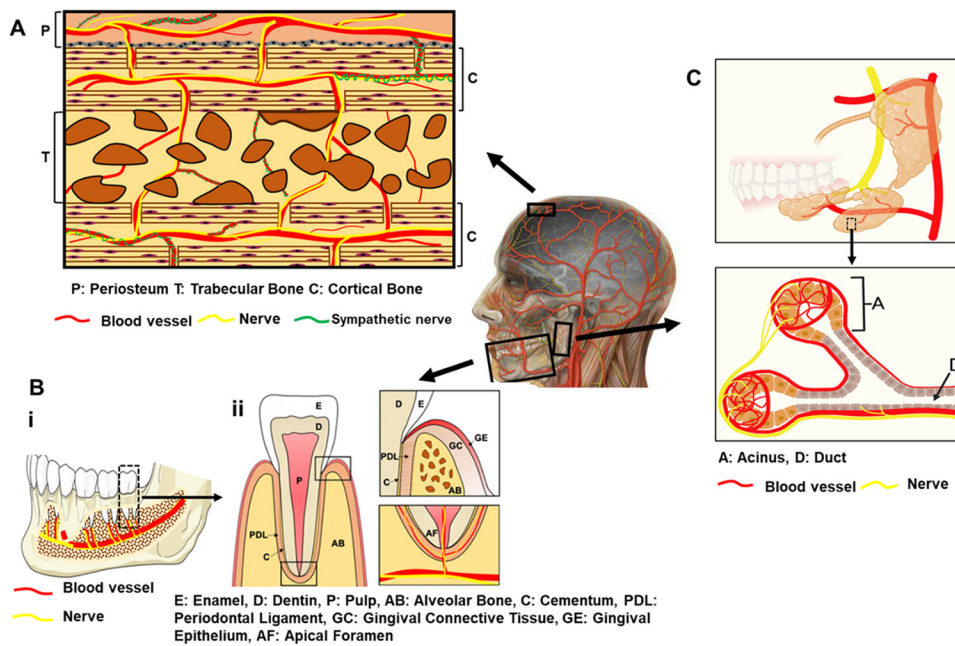 A
P
C
T
C
P: Periosteum T: Trabecular Bone C: Cortical Bone
Blood vessel
Nerve
Sympathetic nerve
B
i
Blood vessel
Nerve
ii
E
D
P
PDL
C
AB
D
E
GE
GC
PDL
C
AB
AF
E: Enamel, D: Dentin, P: Pulp, AB: Alveolar Bone, C: Cementum, PDL:
Periodontal Ligament, GC: Gingival Connective Tissue, GE: Gingival
Epithelium, AF: Apical Foramen
C
A
D
A: Acinus, D: Duct
Blood vessel
Nerve